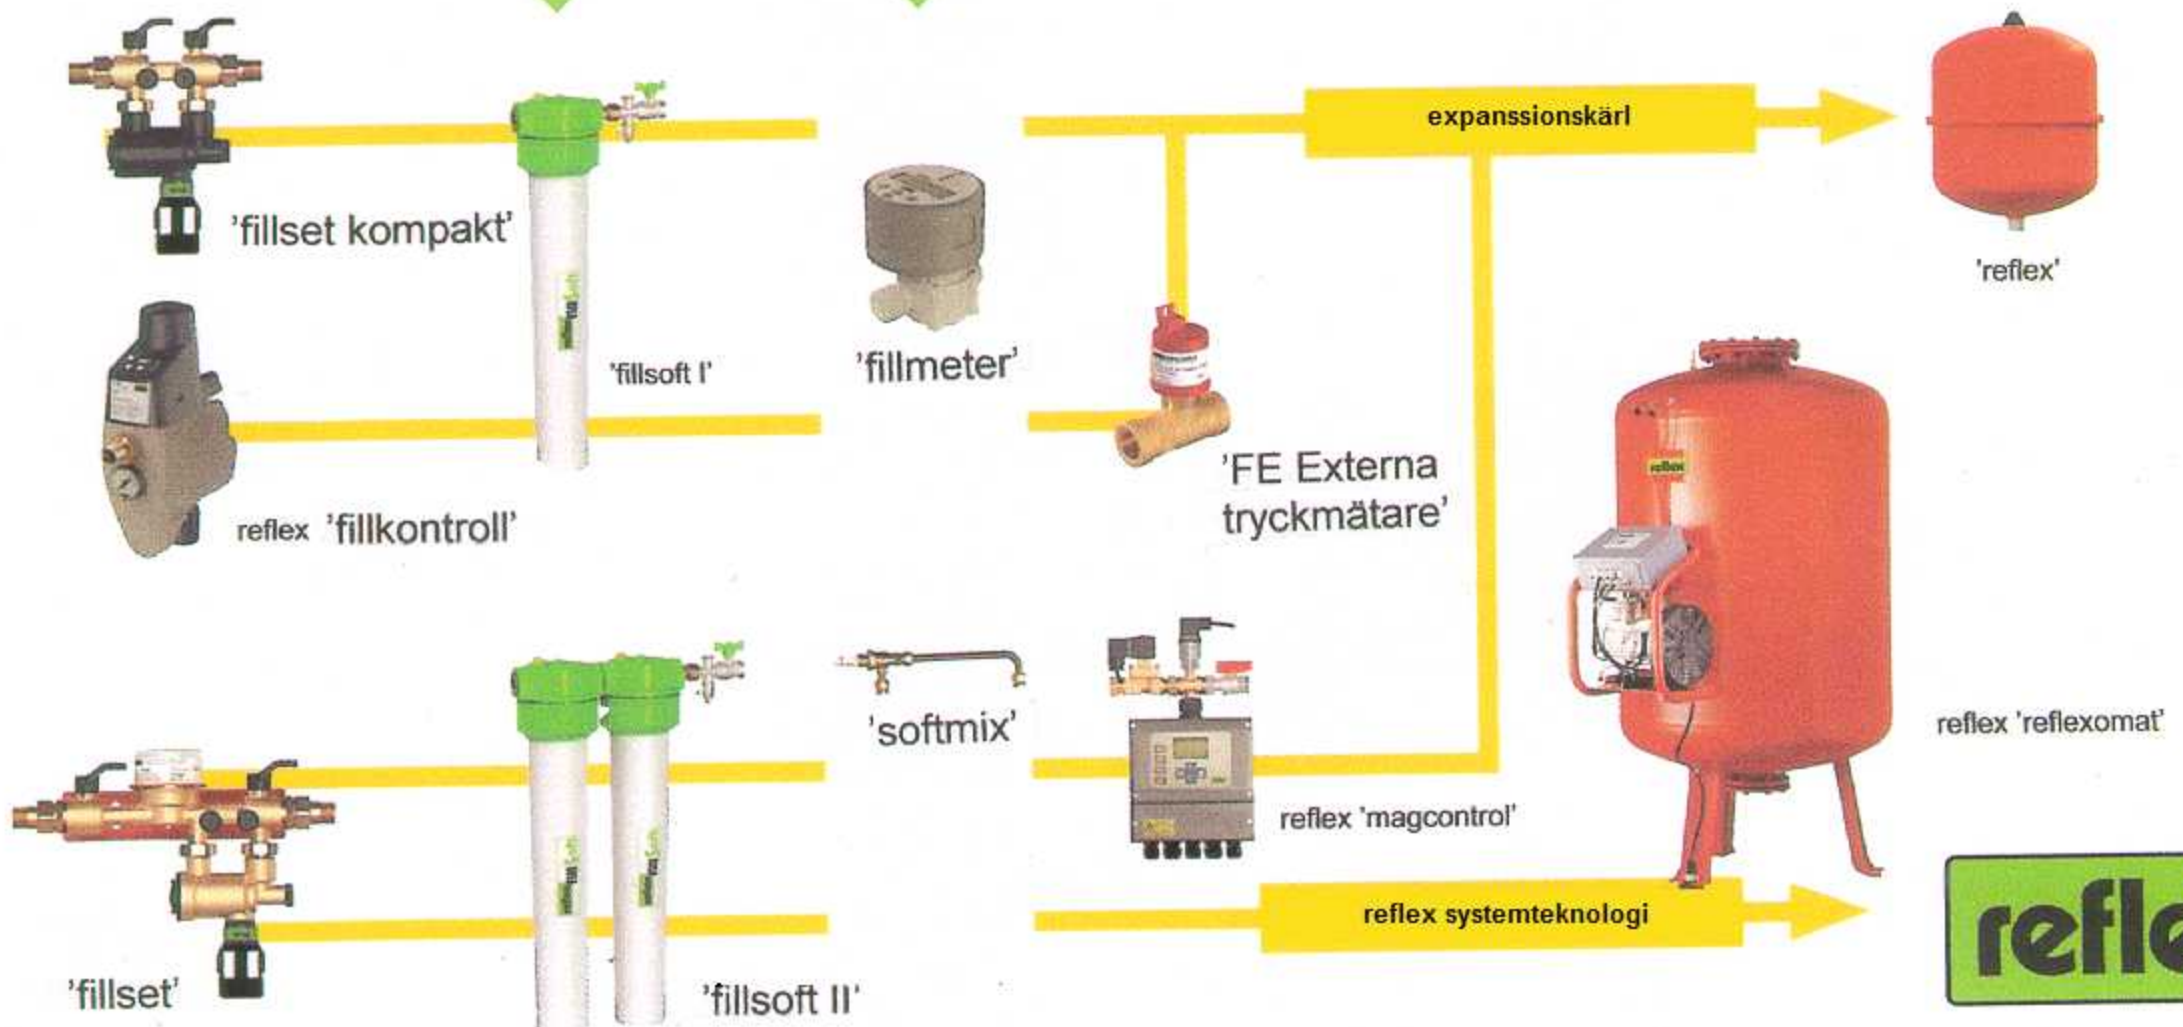 expanssionskärl
'fillset kompakt'
'reflex'
'fillsoft I'
'fillmeter'
'FE Externa
tryckmätare'
reflex 'fillkontroll'
reflex
'softmix'
reflex 'reflexomat'
reflex 'magcontrol'
reflex systemteknologi
'fillset'
'fillsoft II'